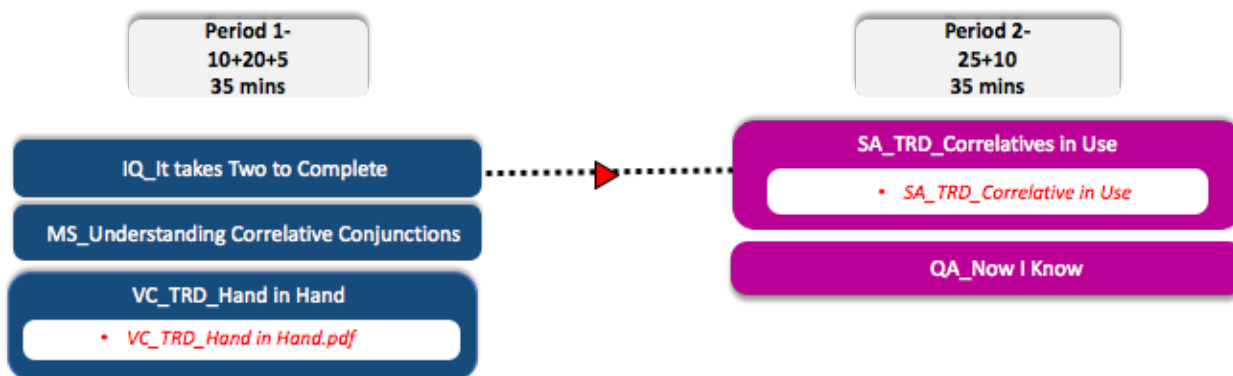 Period 1-
10+20+5
35 mins
IQ_It takes Two to Complete
MS_Understanding Correlative Conjunctions
VC_TRD_Hand in Hand
• VC_TRD_Hand in Hand.pdf
Period 2-
25+10
35 mins
SA_TRD_Correlatives in Use
• SA_TRD_Correlative in Use
QA_Now I Know